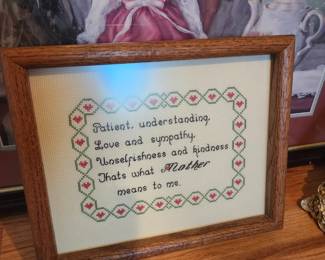 Patient, understanding,
Love and sympathy.
Unselfishness and kindness
Thats what Mother
means to me.